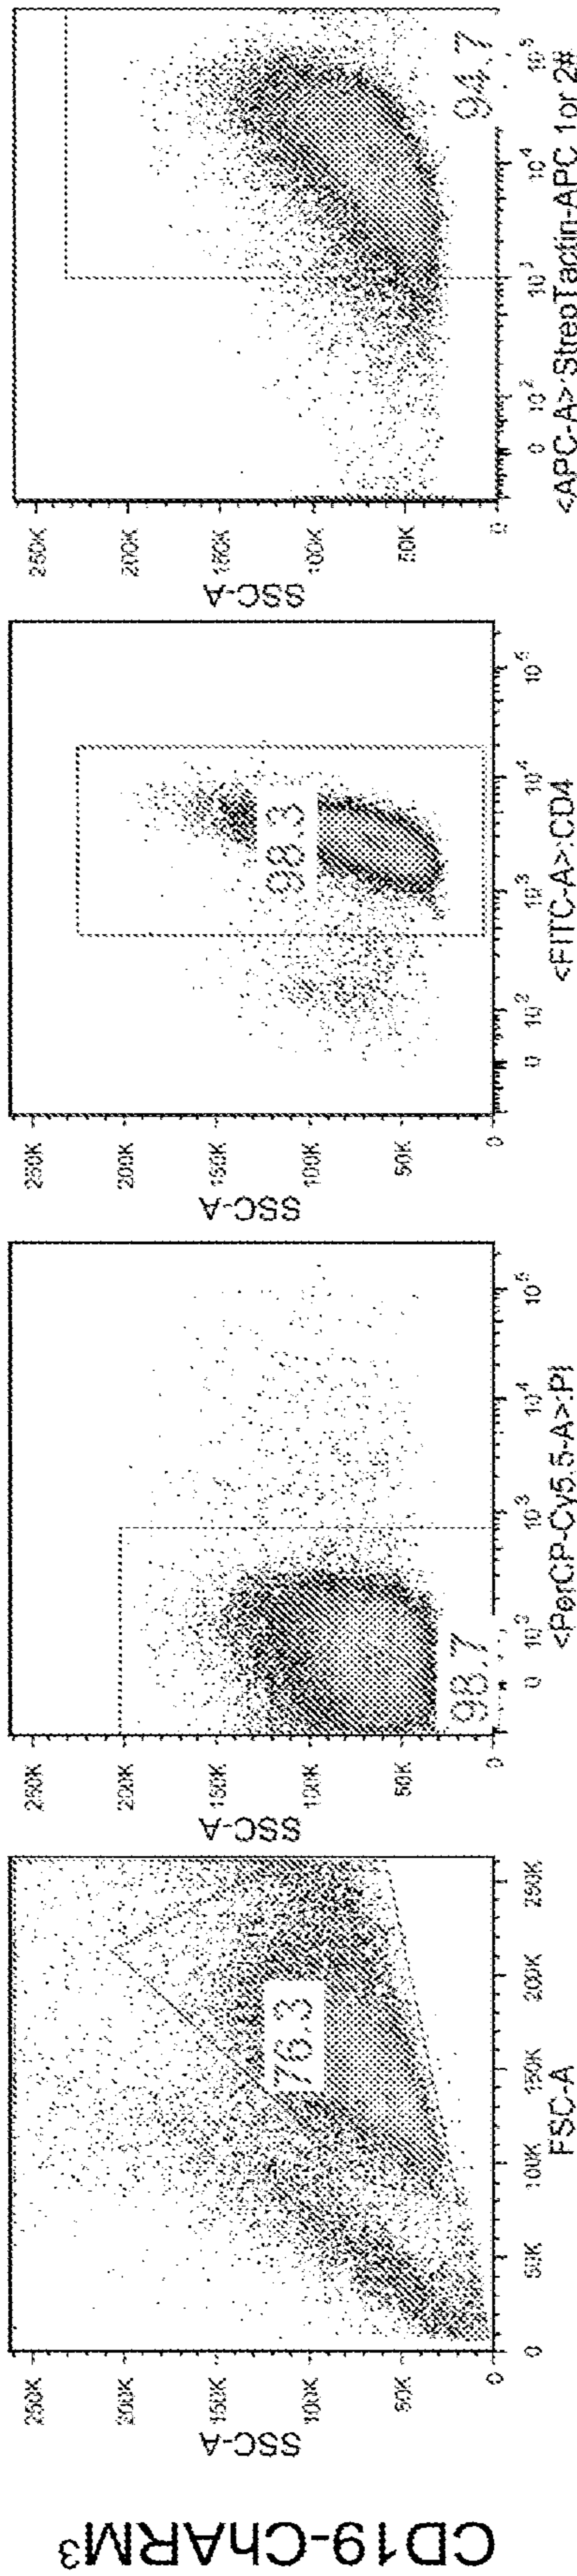 CD19-ChARM³
SSC-A
250K
200K
150K
100K
50K
0
76.3
0
50K
100K
150K
200K
250K
FSC-A
SSC-A
250K
200K
150K
100K
50K
0
98.7
0
10²
10³
10⁴
10⁵
<PerCP-Cy5.5-A>:PI
SSC-A
250K
200K
150K
100K
50K
0
98.3
0
10²
10³
10⁴
10⁵
<FITC-A>:CD4
SSC-A
250K
200K
150K
100K
50K
0
94.7
0
10²
10³
10⁴
10⁵
<APC-A>:StrepTactin-APC 1or 2#